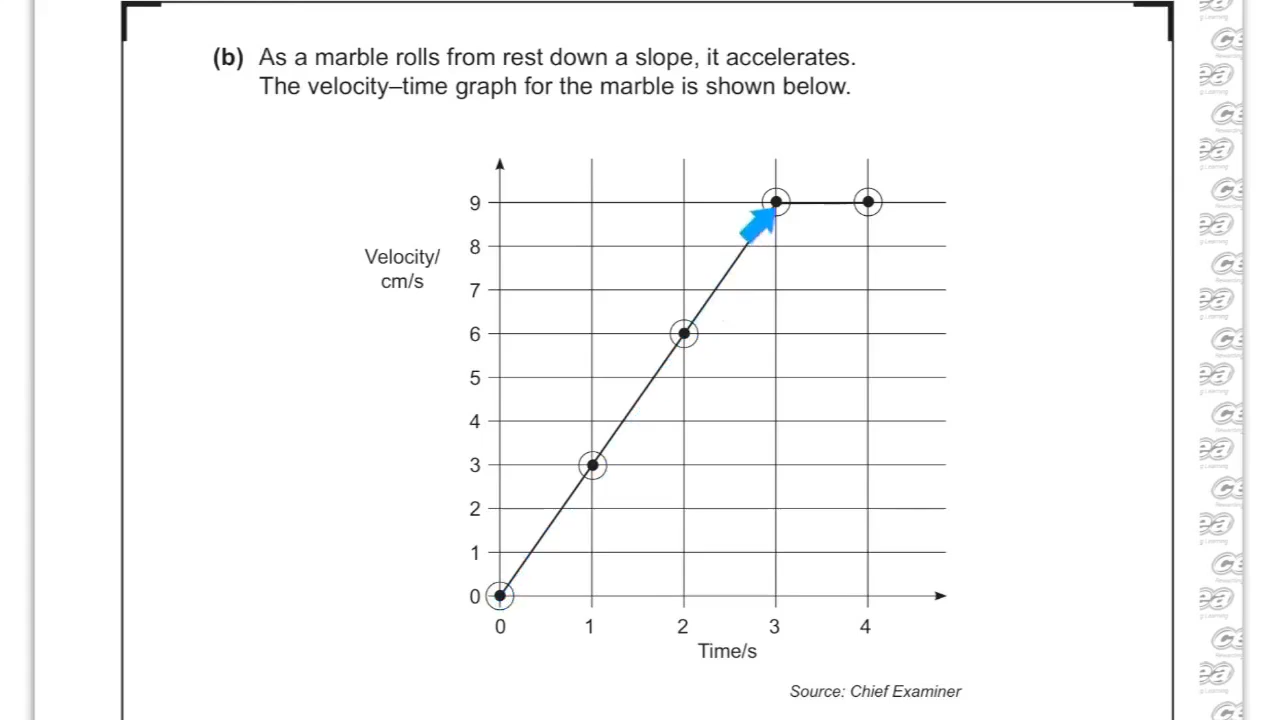 (b) As a marble rolls from rest down a slope, it accelerates.
The velocity–time graph for the marble is shown below.
9
Velocity/
cm/s
8
7
6
5
4
3
2
1
0
0 1 2 3 4
Time/s
Source: Chief Examiner